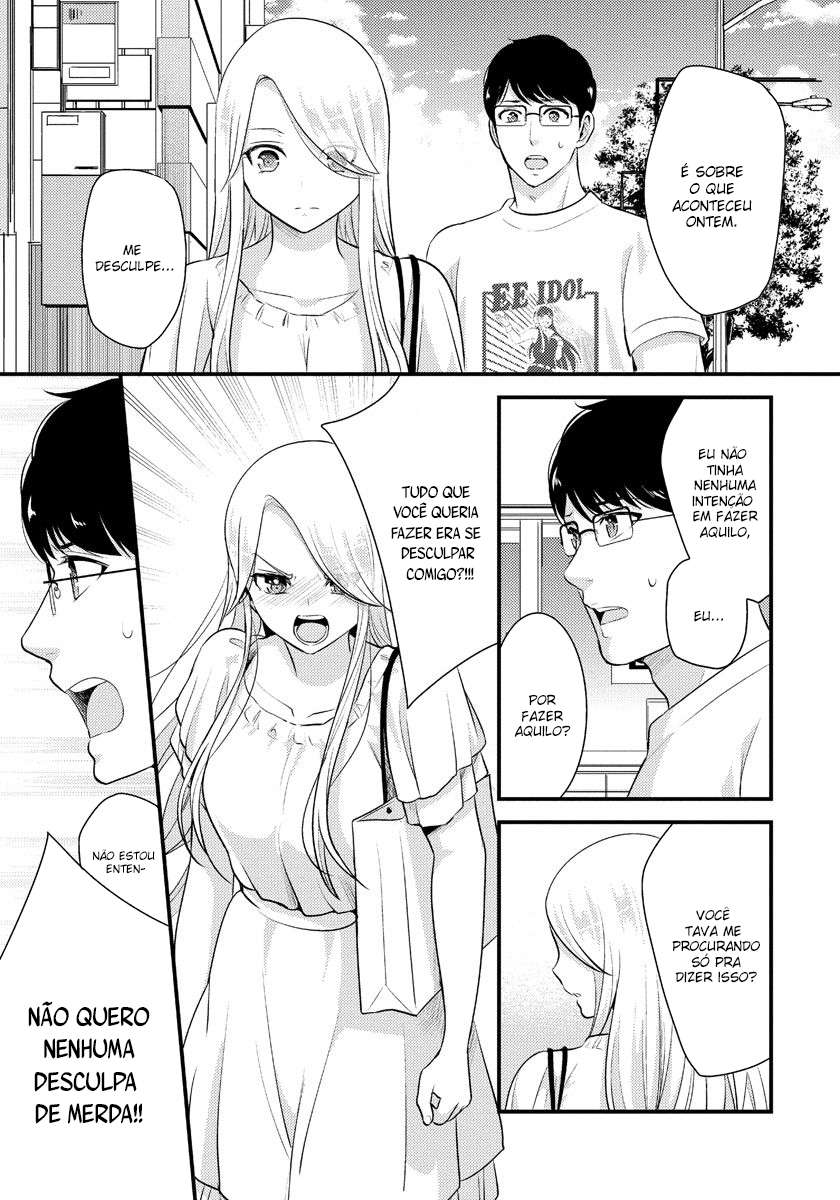 É SOBRE
O QUE
ACONTECEU
ONTEM.
ME
DESCULPE...
EE IDOL
EU NÃO
TINHA
NENHUMA
INTENÇÃO
EM FAZER
AQUILO,
EU...
POR
FAZER
AQUILO?
VOCÊ
TAVA ME
PROCURANDO
SÓ PRA
DIZER ISSO?
TUDO QUE
VOCÊ QUERIA
FAZER ERA SE
DESCULPAR
COMIGO?!!!
NÃO ESTOU
ENTEN-
NÃO QUERO
NENHUMA
DESCULPA
DE MERDA!!